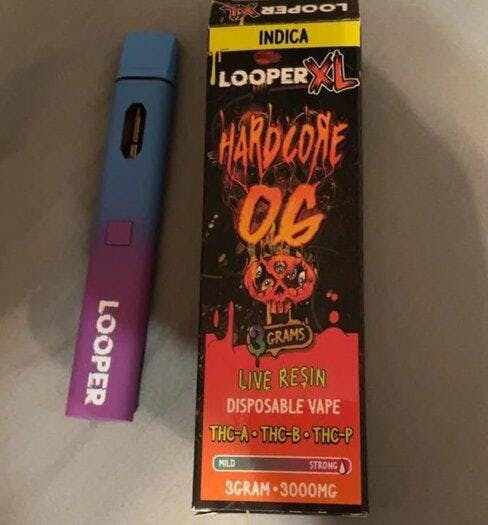 LOOPER XL
INDICA
LOOPER XL
HARDCORE
OG
3 GRAMS
LIVE RESIN
DISPOSABLE VAPE
THC-A • THC-B • THC-P
MILD STRONG
3GRAM • 3000MG
LOOPER